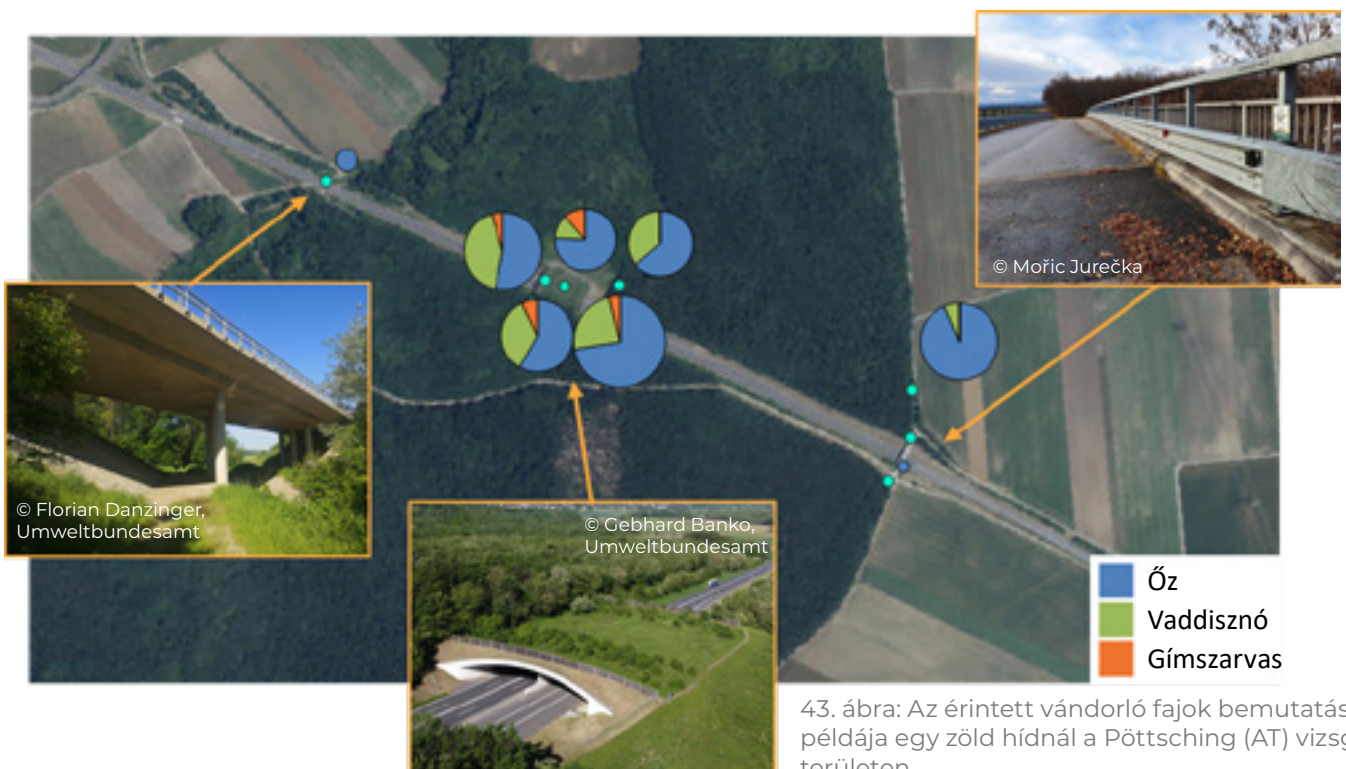 © Mořic Jurečka
© Florian Danzinger,
Umweltbundesamt
© Gebhard Banko,
Umweltbundesamt
Őz
Vaddisznó
Gímszarvas
43. ábra: Az érintett vándorló fajok bemutatás
példája egy zöld hídnál a Pöttsching (AT) vizsg
területen